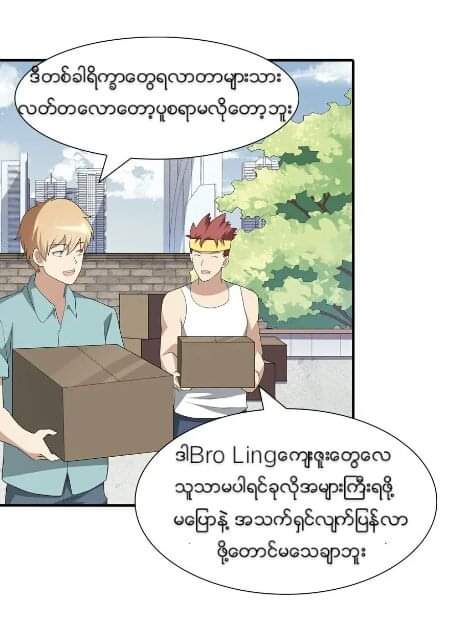 ဒီတစ်ခါရိက္ခာတွေရလာတာများသား
လတ်တလောတော့ပူစရာမလိုတော့ဘူး
ဒါBro Lingကျေးဇူးတွေလေ
သူသာမပါရင်ခုလိုအများကြီးရဖို့
မပြောနဲ့ အသက်ရှင်လျက်ပြန်လာ
ဖို့တောင်မသေချာဘူး